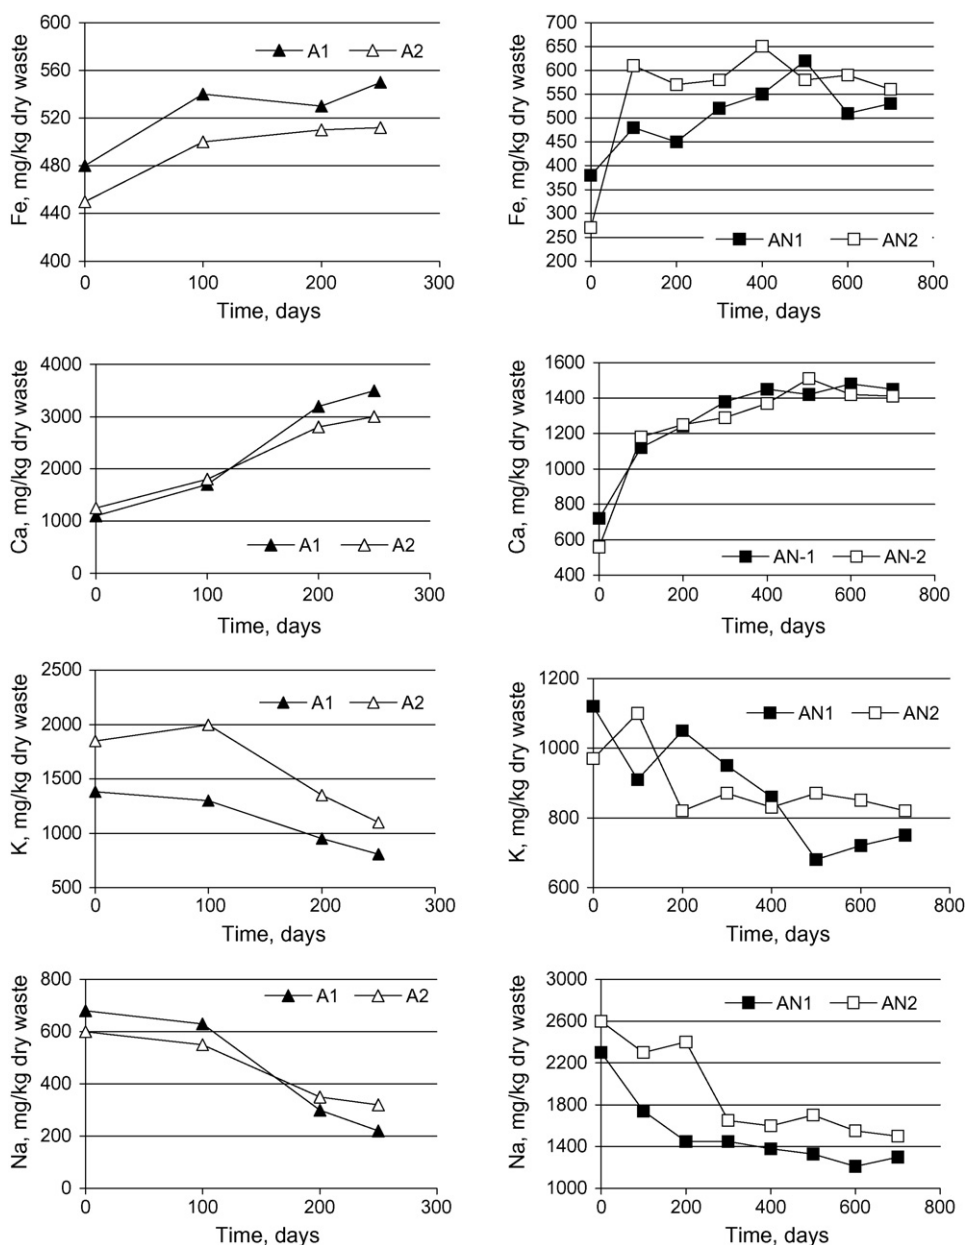 Fe, mg/kg dry waste
600
560
520
480
440
400
A1 A2
0 100 200 300
Time, days
Fe, mg/kg dry waste
700
650
600
550
500
450
400
350
300
250
200
AN1 AN2
0 200 400 600 800
Time, days
Ca, mg/kg dry waste
4000
3000
2000
1000
0
A1 A2
0 100 200 300
Time, days
Ca, mg/kg dry waste
1600
1400
1200
1000
800
600
400
AN-1 AN-2
0 200 400 600 800
Time, days
K, mg/kg dry waste
2500
2000
1500
1000
500
A1 A2
0 100 200 300
Time, days
K, mg/kg dry waste
1200
1000
800
600
AN1 AN2
0 200 400 600 800
Time, days
Na, mg/kg dry waste
800
600
400
200
0
A1 A2
0 100 200 300
Time, days
Na, mg/kg dry waste
3000
2600
2200
1800
1400
1000
AN1 AN2
0 200 400 600 800
Time, days